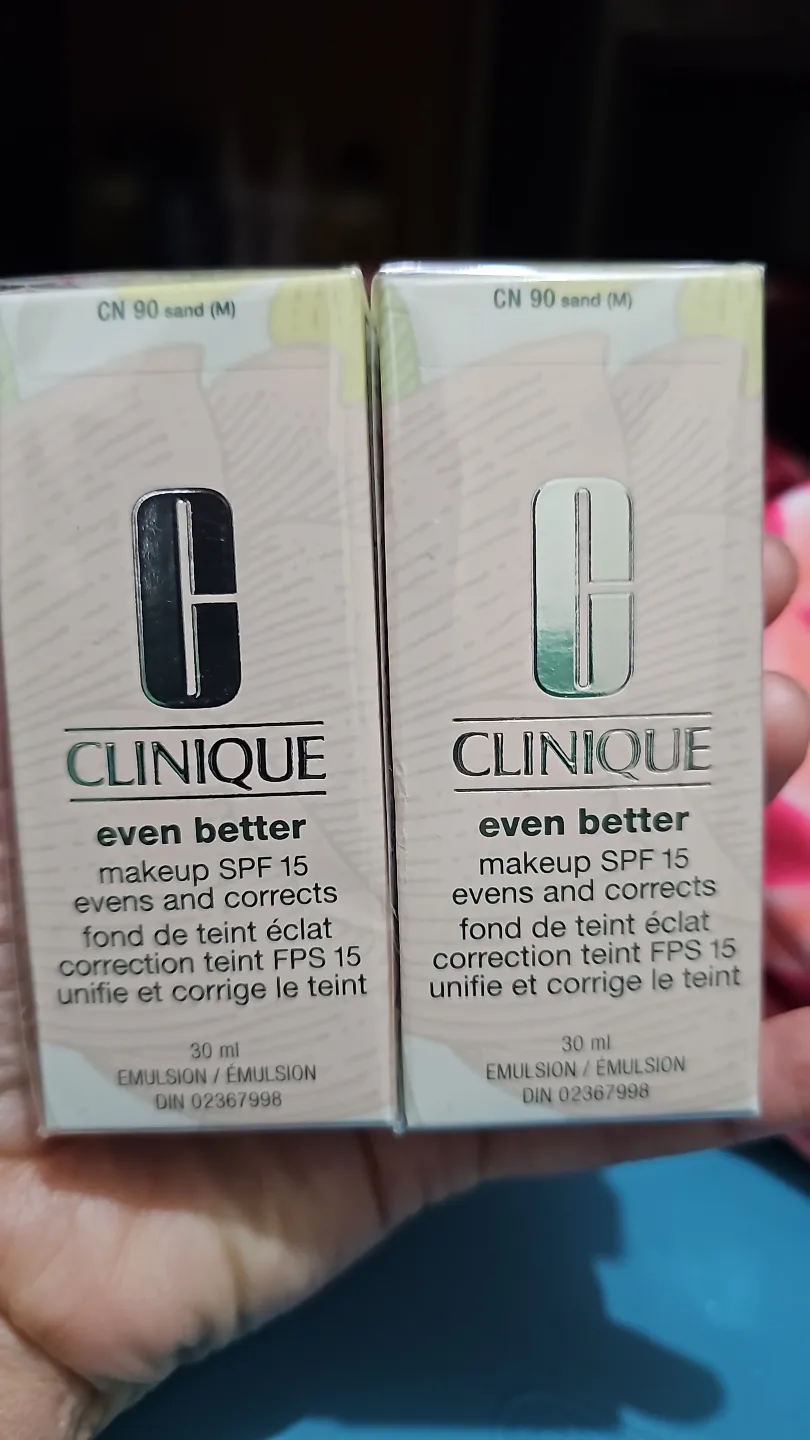 CN 90 sand (M)
CLINIQUE
even better
makeup SPF 15
evens and corrects
fond de teint éclat
correction teint FPS 15
unifie et corrige le teint
30 ml
EMULSION / ÉMULSION
DIN 02367998
CN 90 sand (M)
CLINIQUE
even better
makeup SPF 15
evens and corrects
fond de teint éclat
correction teint FPS 15
unifie et corrige le teint
30 ml
EMULSION / ÉMULSION
DIN 02367998